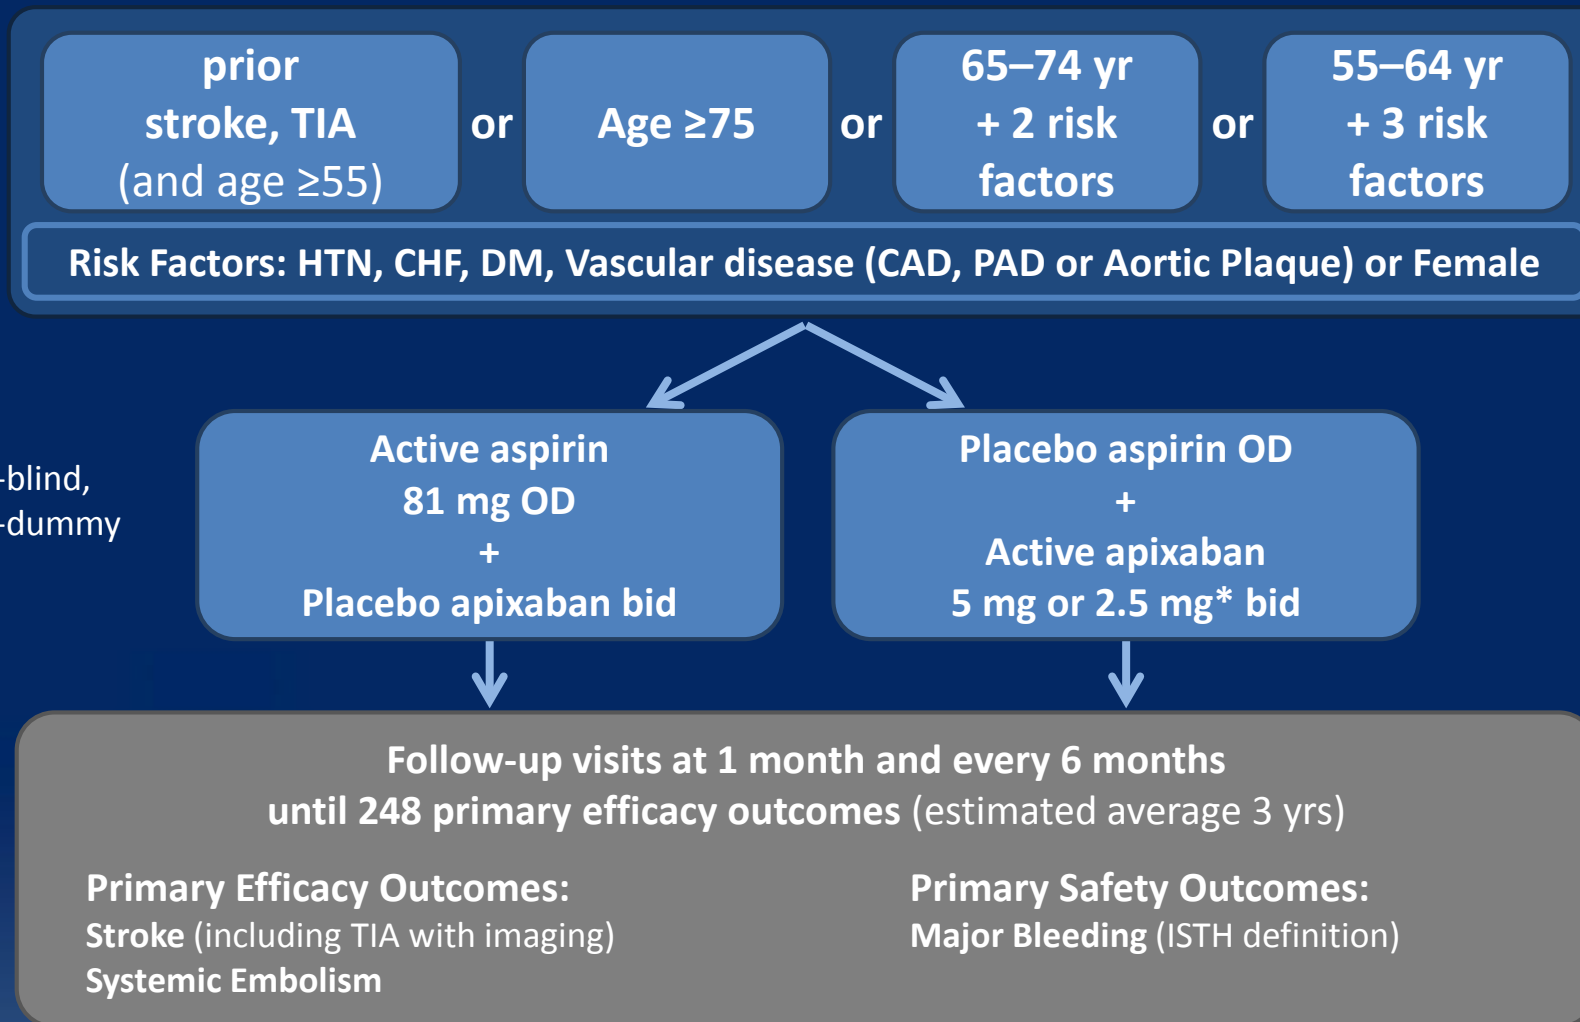 prior
stroke, TIA
(and age ≥55)
or
Age ≥75
or
65–74 yr
+ 2 risk
factors
or
55–64 yr
+ 3 risk
factors
Risk Factors: HTN, CHF, DM, Vascular disease (CAD, PAD or Aortic Plaque) or Female
-blind,
-dummy
Active aspirin
81 mg OD
+
Placebo apixaban bid
Placebo aspirin OD
+
Active apixaban
5 mg or 2.5 mg* bid
Follow-up visits at 1 month and every 6 months
until 248 primary efficacy outcomes (estimated average 3 yrs)
Primary Efficacy Outcomes:
Stroke (including TIA with imaging)
Systemic Embolism
Primary Safety Outcomes:
Major Bleeding (ISTH definition)